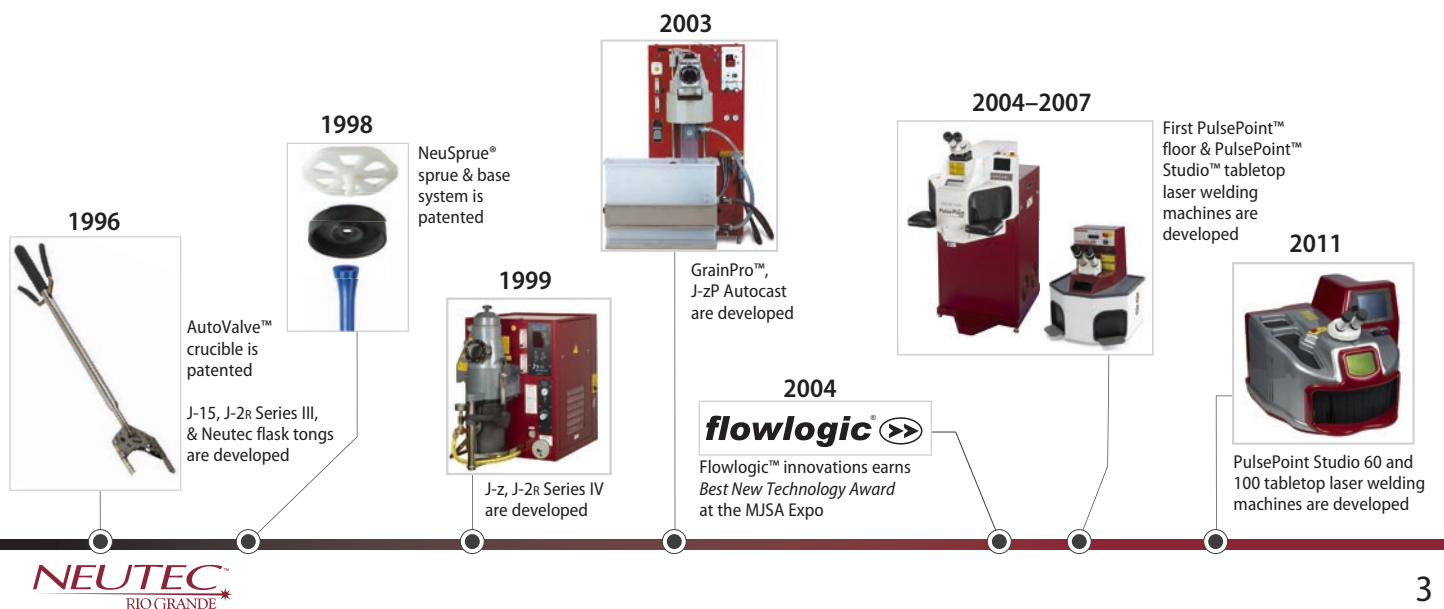 1996
AutoValve™
crucible is
patented
J-15, J-2R Series III,
& Neutec flask tongs
are developed
1998
NeuSprue®
sprue & base
system is
patented
1999
J-z, J-2R Series IV
are developed
2003
GrainPro™,
J-zP Autocast
are developed
2004
flowlogic®
Flowlogic™ innovations earns
Best New Technology Award
at the MJSA Expo
2004–2007
PulsePoint
First PulsePoint™
floor & PulsePoint™
Studio™ tabletop
laser welding
machines are
developed
2011
PulsePoint Studio 60 and
100 tabletop laser welding
machines are developed
NEUTEC™
RIO GRANDE
3